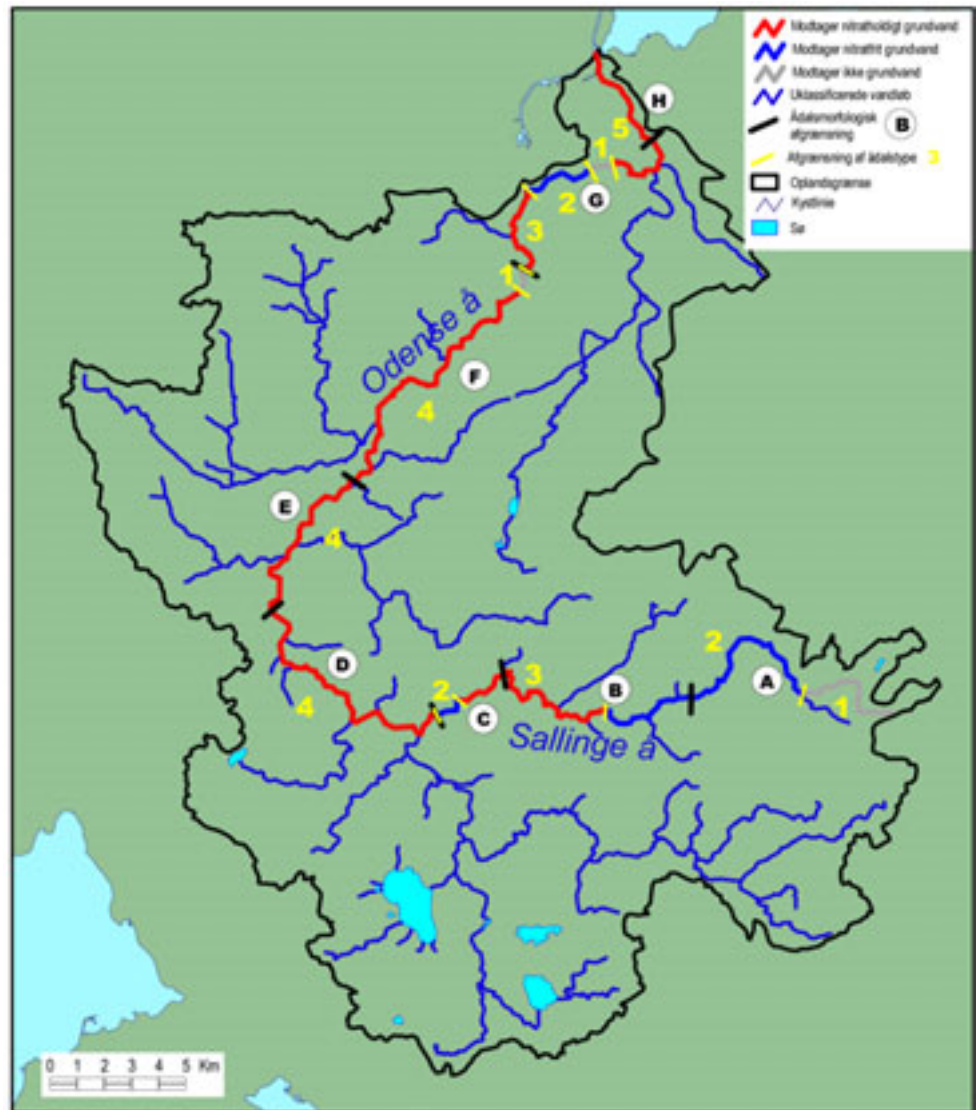 Modtager nitratholdigt grundvand
Modtager nitratfrit grundvand
Modtager ikke grundvand
Uklassificerede vandløb
Ådalsmorfologisk
afgrænsning
B
Afgrænsning af ådalstype 3
Oplandsgrænse
Kystlinie
Sø
H
5
1
G
2
3
1
Odense å
F
4
E
4
D
4
2
C
3
B
2
A
1
Sallinge å
0 1 2 3 4 5 Km